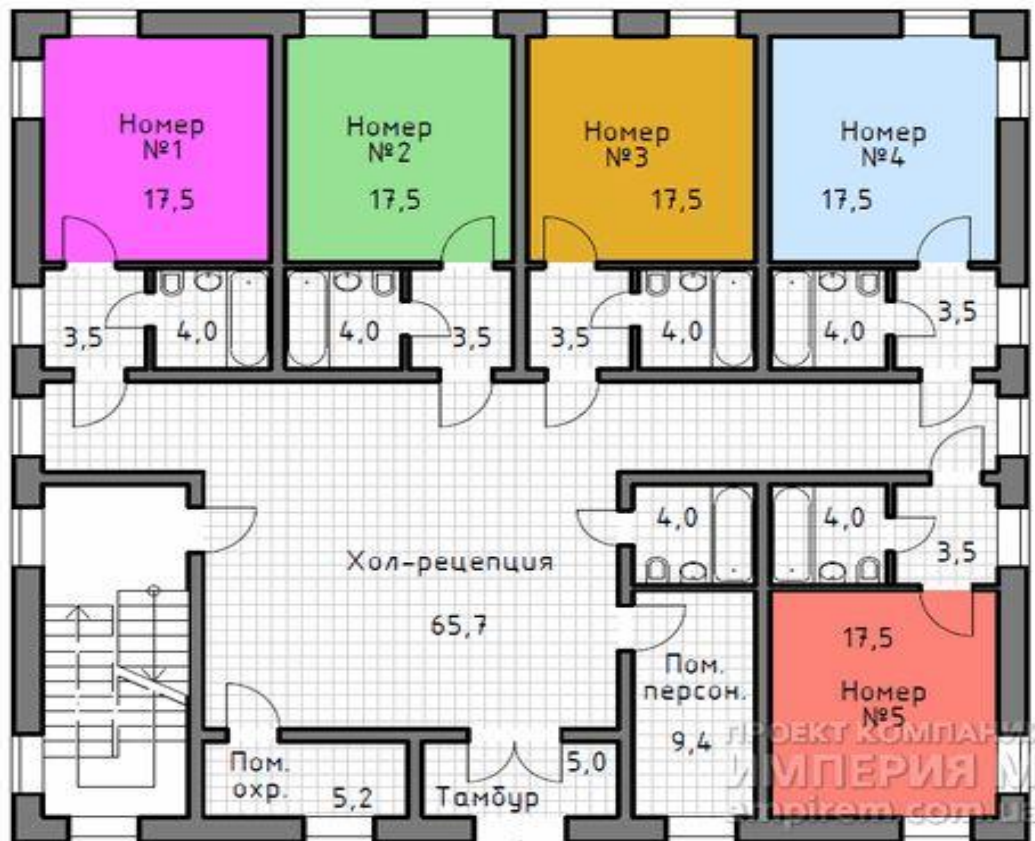 Номер
№1
17,5
Номер
№2
17,5
Номер
№3
17,5
Номер
№4
17,5
3,5
4,0
4,0
3,5
3,5
4,0
4,0
3,5
4,0
4,0
3,5
Хол-рецепция
65,7
17,5
Номер
№5
Пом.
персон.
9,4
Пом.
охр.
5,2
Тамбур
5,0
ПРОЕКТ КОМПАНИ
ИМПЕРИЯ
empirem.com.ua